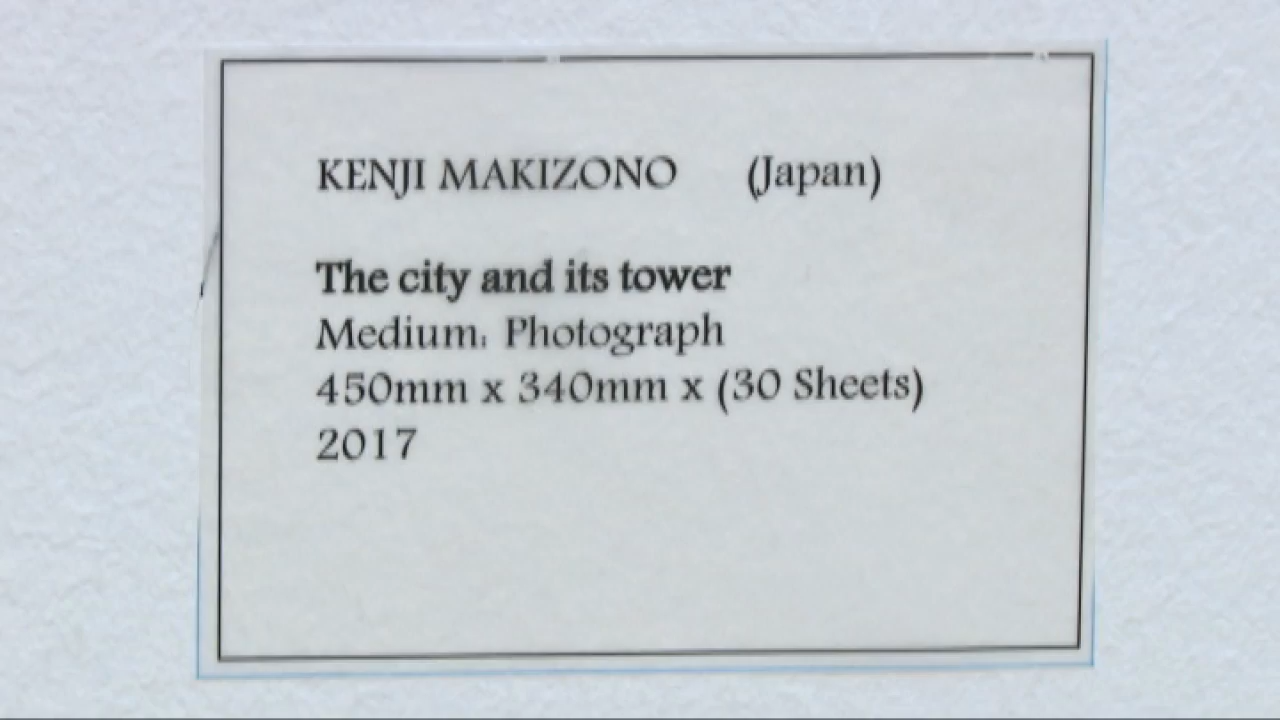 KENJI MAKIZONO (Japan)
The city and its tower
Medium: Photograph
450mm x 340mm x (30 Sheets)
2017